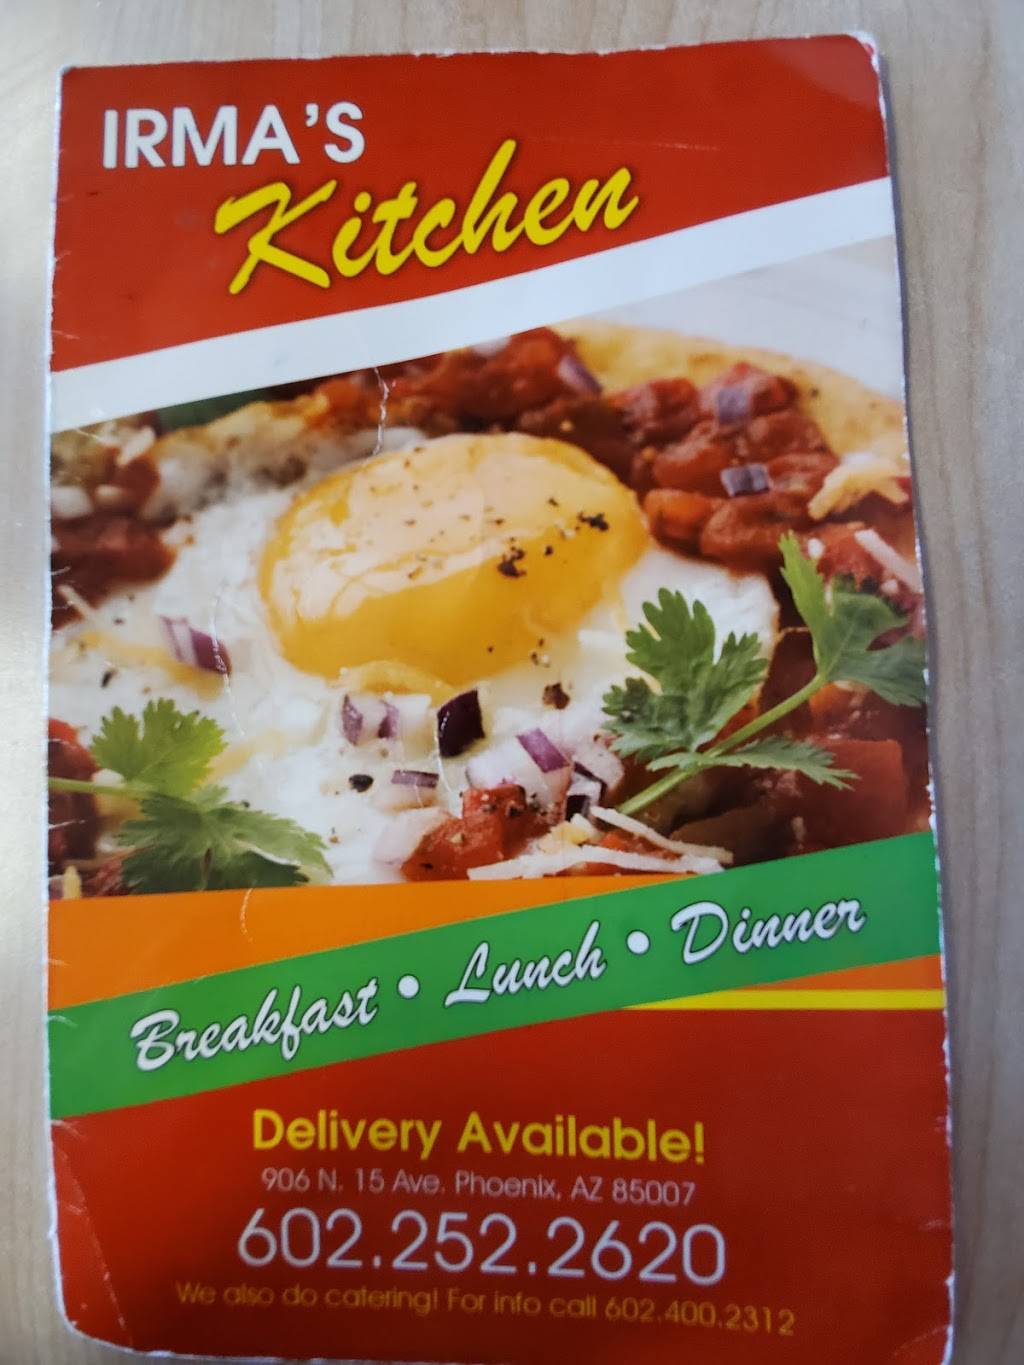 IRMA'S
Kitchen
Breakfast • Lunch • Dinner
Delivery Available!
906 N. 15 Ave. Phoenix, AZ 85007
602.252.2620
We also do catering! For info call 602.400.2312